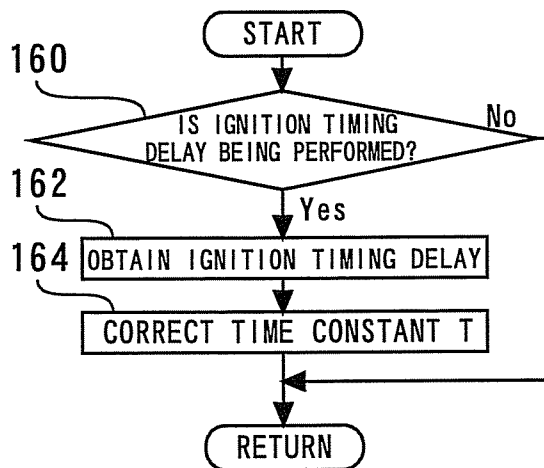 START
160
IS IGNITION TIMING
DELAY BEING PERFORMED?
No
162
Yes
OBTAIN IGNITION TIMING DELAY
164
CORRECT TIME CONSTANT T
RETURN